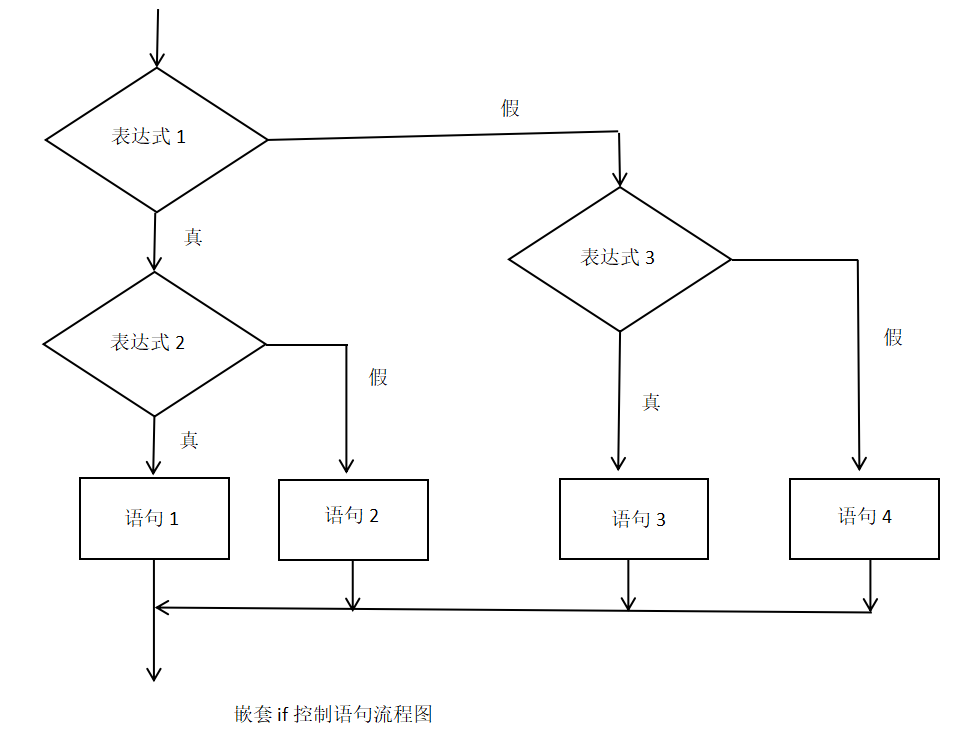 假
表达式 1
真
表达式 3
表达式 2
假
假
真
真
语句 1
语句 2
语句 3
语句 4
嵌套 if 控制语句流程图